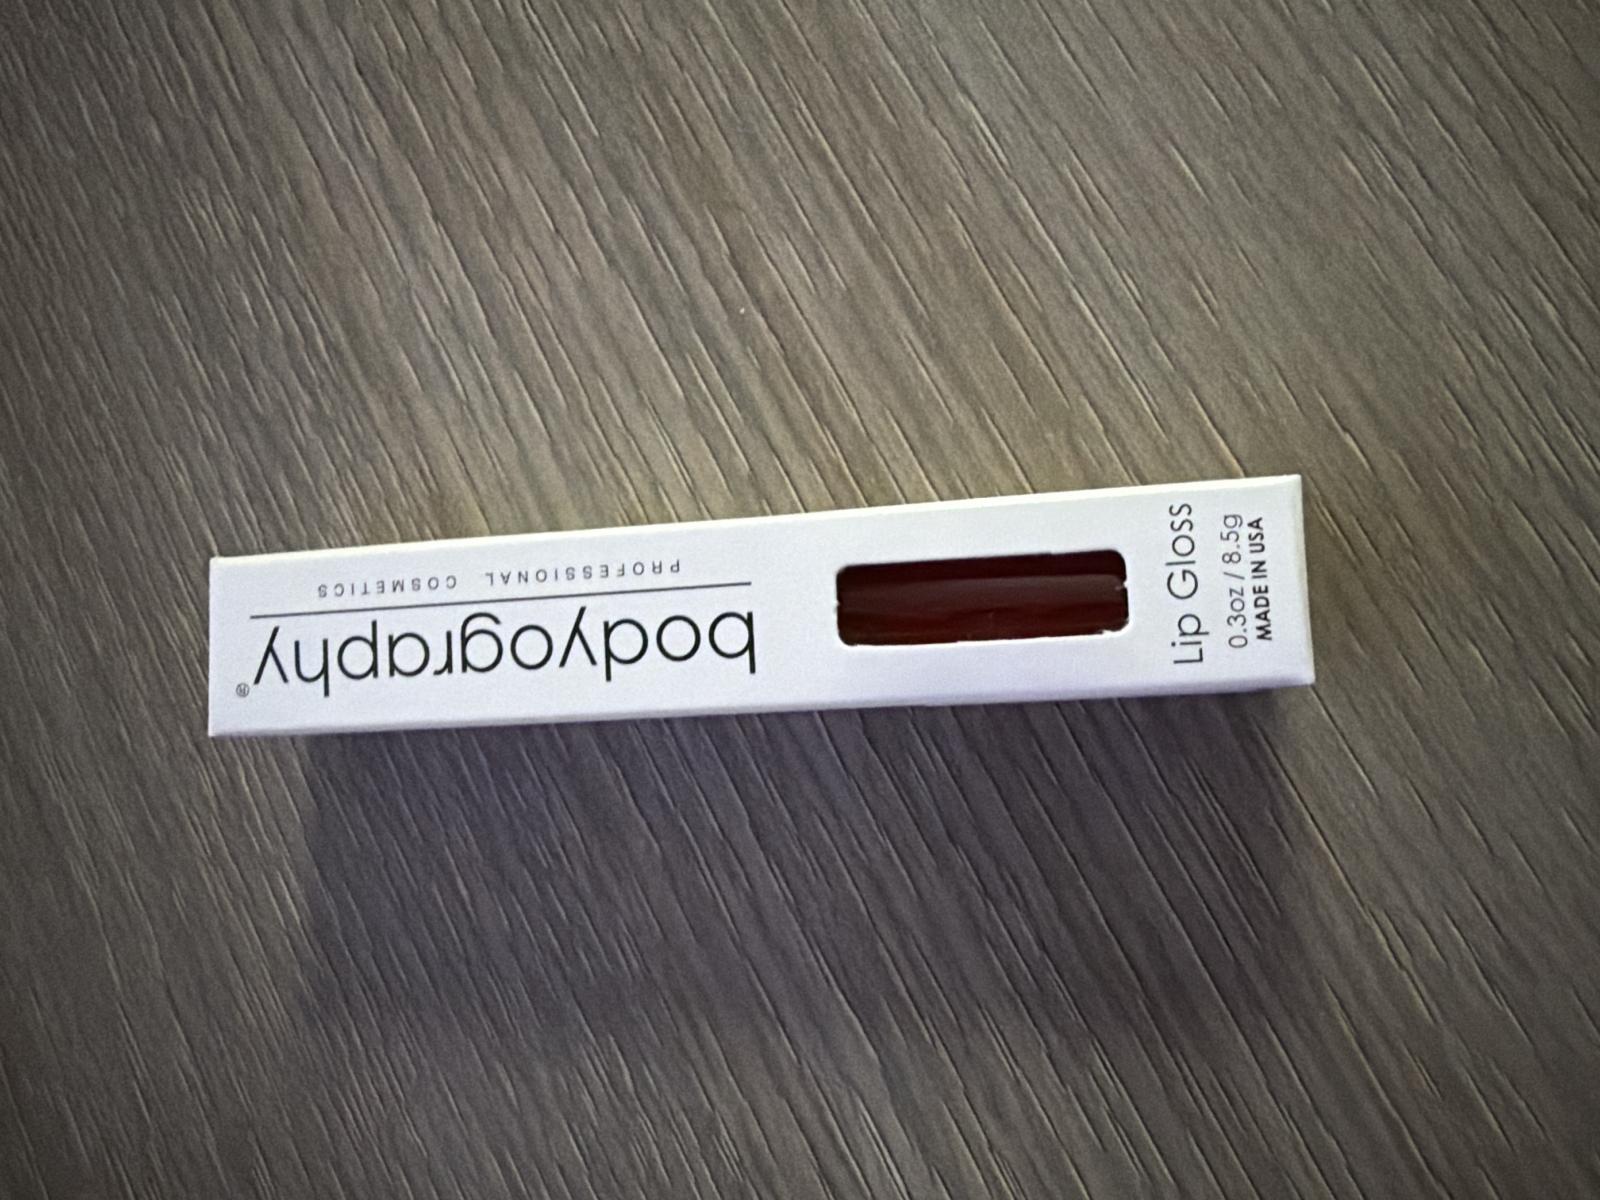 bodyography®
PROFESSIONAL COSMETICS
Lip Gloss
0.3oz / 8.5g
MADE IN USA